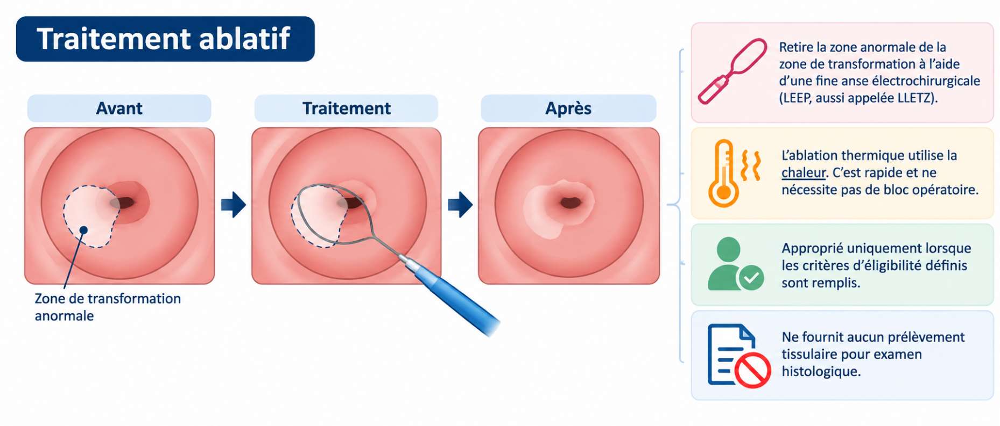 Traitement ablatif
Avant
Traitement
Après
Zone de transformation
anormale
Retire la zone anormale de la
zone de transformation à l’aide
d’une fine anse électrochirurgicale
(LEEP, aussi appelée LLETZ).
L’ablation thermique utilise la
chaleur. C’est rapide et ne
nécessite pas de bloc opératoire.
Approprié uniquement lorsque
les critères d’éligibilité définis
sont remplis.
Ne fournit aucun prélèvement
tissulaire pour examen
histologique.